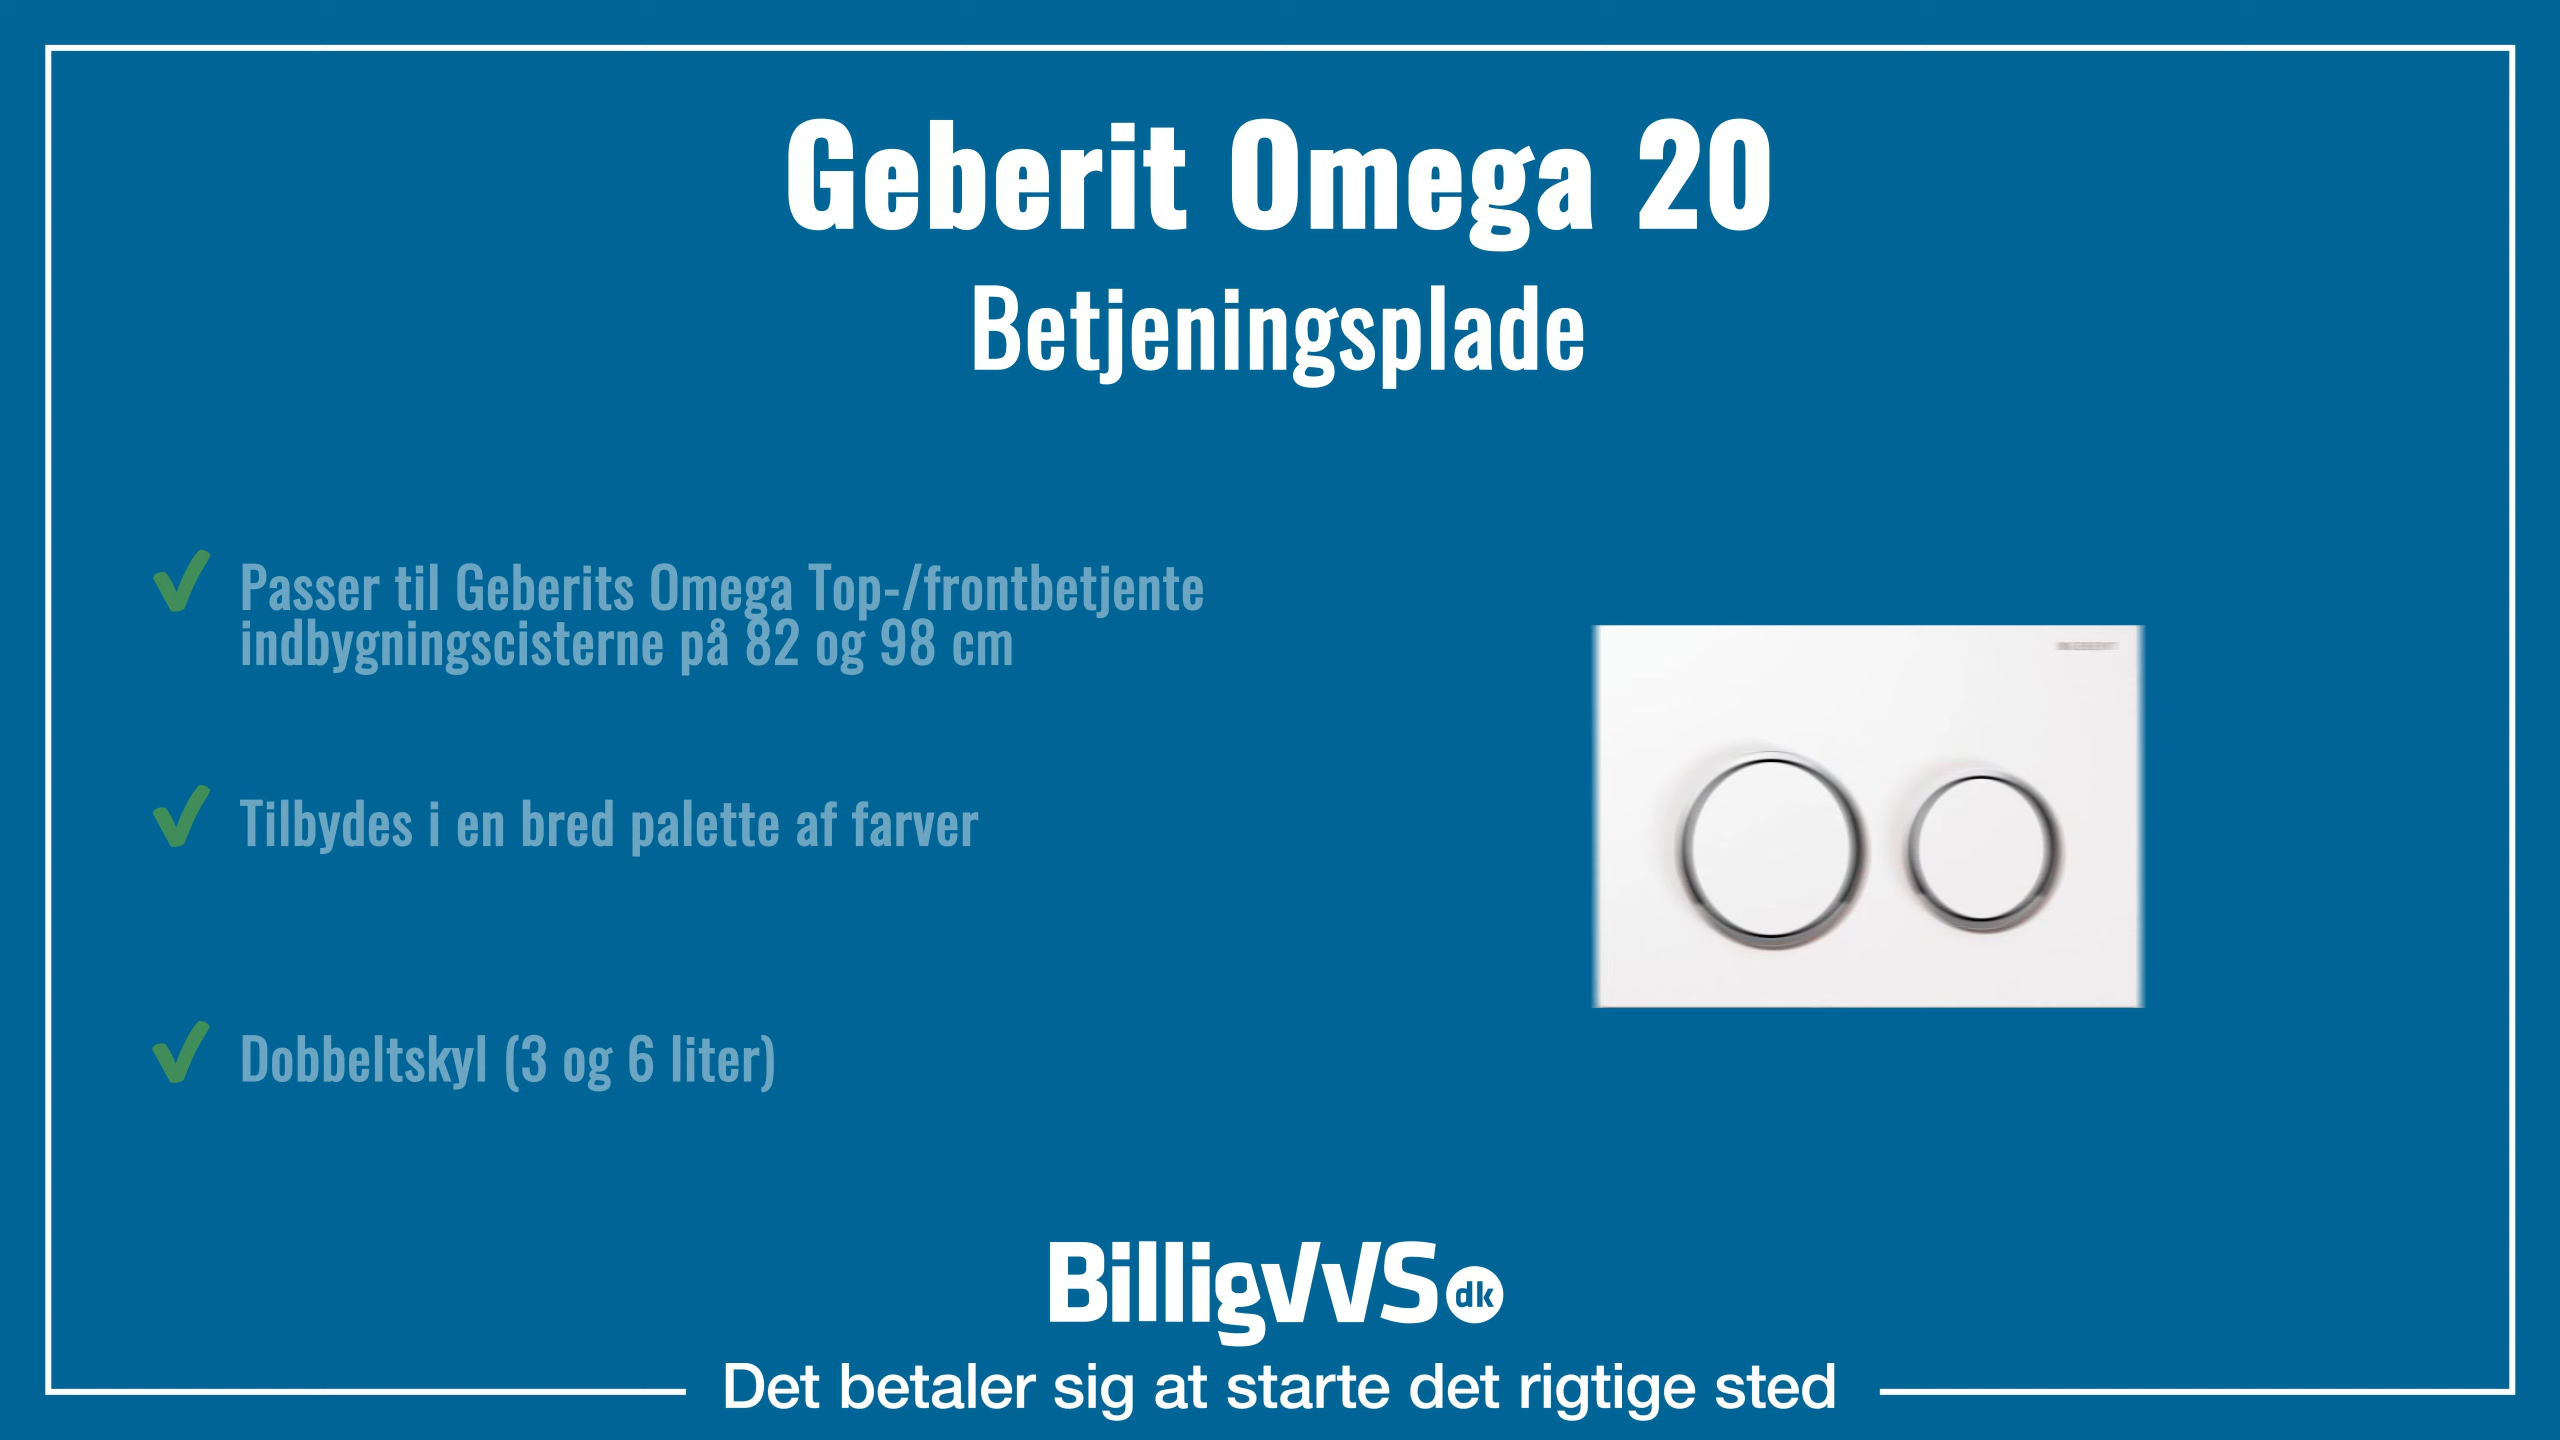 Geberit Omega 20
Betjeningsplade
Passer til Geberits Omega Top-/frontbetjente
indbygningscisterne på 82 og 98 cm
Tilbydes i en bred palette af farver
Dobbeltskyl (3 og 6 liter)
BilligVVS dk
Det betaler sig at starte det rigtige sted